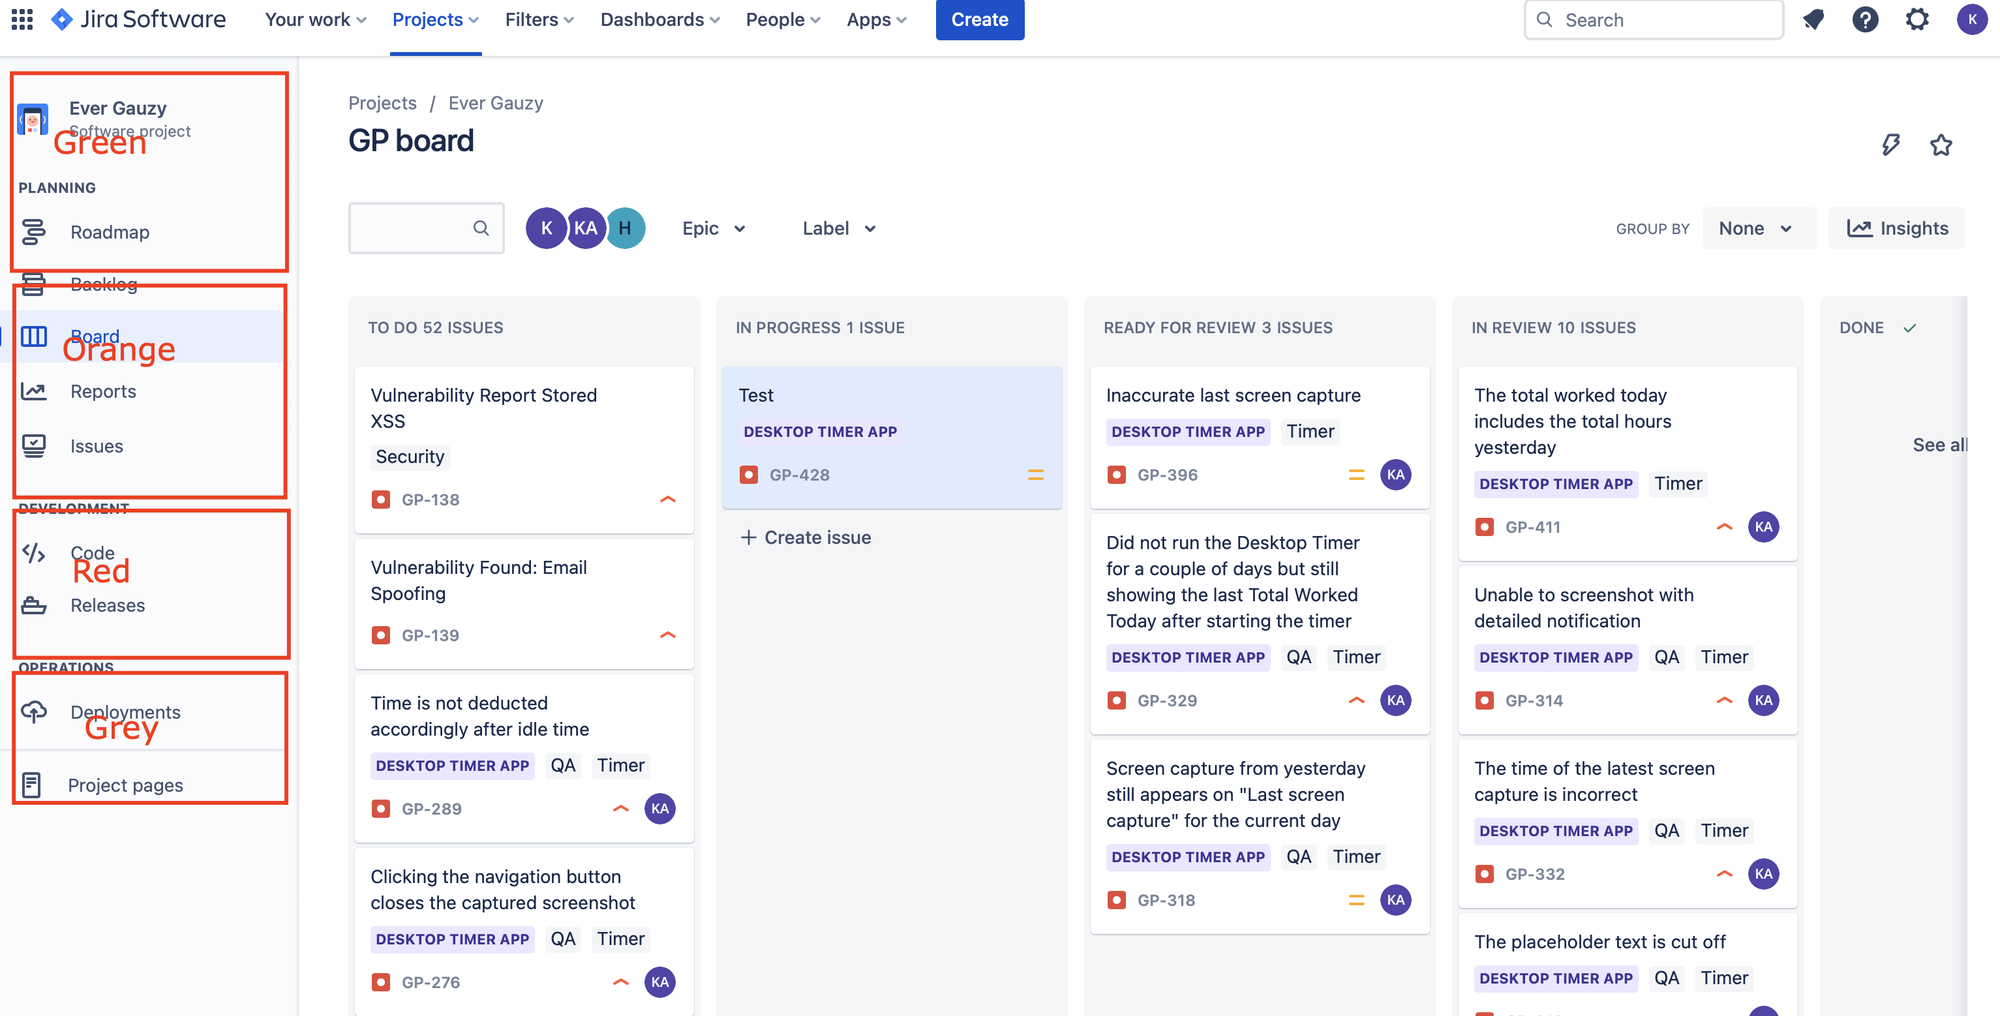 Jira Software
Your work
Projects
Filters
Dashboards
People
Apps
Create
Search
K
Ever Gauzy
Software project
Green
PLANNING
Roadmap
Backlog
Board
Orange
Reports
Issues
DEVELOPMENT
Code
Red
Releases
OPERATIONS
Deployments
Grey
Project pages
Projects / Ever Gauzy
GP board
K
KA
H
Epic
Label
GROUP BY
None
Insights
TO DO 52 ISSUES
Vulnerability Report Stored
XSS
Security
GP-138
Vulnerability Found: Email
Spoofing
GP-139
Time is not deducted
accordingly after idle time
DESKTOP TIMER APP QA Timer
GP-289 KA
Clicking the navigation button
closes the captured screenshot
DESKTOP TIMER APP QA Timer
GP-276 KA
IN PROGRESS 1 ISSUE
Test
DESKTOP TIMER APP
GP-428
+ Create issue
READY FOR REVIEW 3 ISSUES
Inaccurate last screen capture
DESKTOP TIMER APP Timer
GP-396 KA
Did not run the Desktop Timer
for a couple of days but still
showing the last Total Worked
Today after starting the timer
DESKTOP TIMER APP QA Timer
GP-329 KA
Screen capture from yesterday
still appears on "Last screen
capture" for the current day
DESKTOP TIMER APP QA Timer
GP-318 KA
IN REVIEW 10 ISSUES
The total worked today
includes the total hours
yesterday
DESKTOP TIMER APP Timer
GP-411 KA
Unable to screenshot with
detailed notification
DESKTOP TIMER APP QA Timer
GP-314 KA
The time of the latest screen
capture is incorrect
DESKTOP TIMER APP QA Timer
GP-332 KA
The placeholder text is cut off
DESKTOP TIMER APP QA Timer
DONE
See all